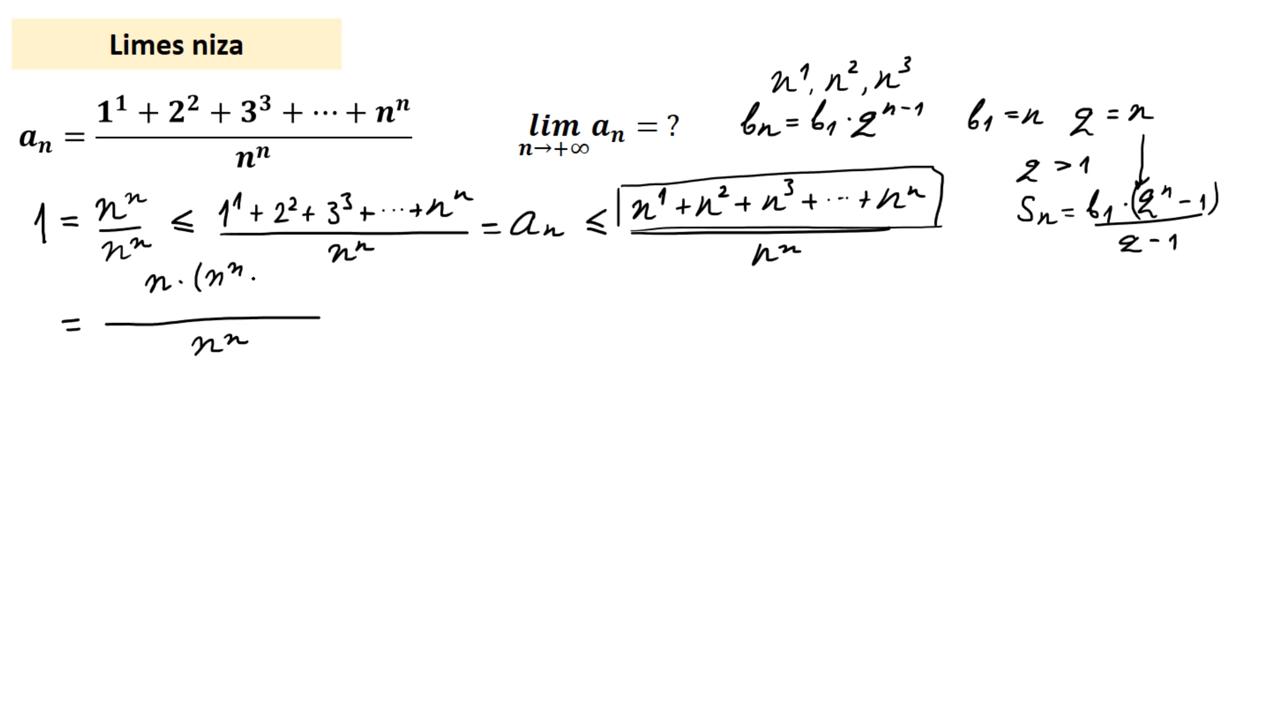 Limes niza
n¹, n², n³
aₙ = (1¹ + 2² + 3³ + ⋯ + nⁿ) / nⁿ    lim aₙ = ?    bₙ = b₁ · qⁿ⁻¹    b₁ = n    q = n
n→+∞
q > 1
1 = nⁿ / nⁿ ≤ (1¹ + 2² + 3³ + ⋯ + nⁿ) / nⁿ = aₙ ≤ (n¹ + n² + n³ + ⋯ + nⁿ) / nⁿ    Sₙ = b₁ · (qⁿ − 1) / (q − 1)
= n · (nⁿ · / nⁿ